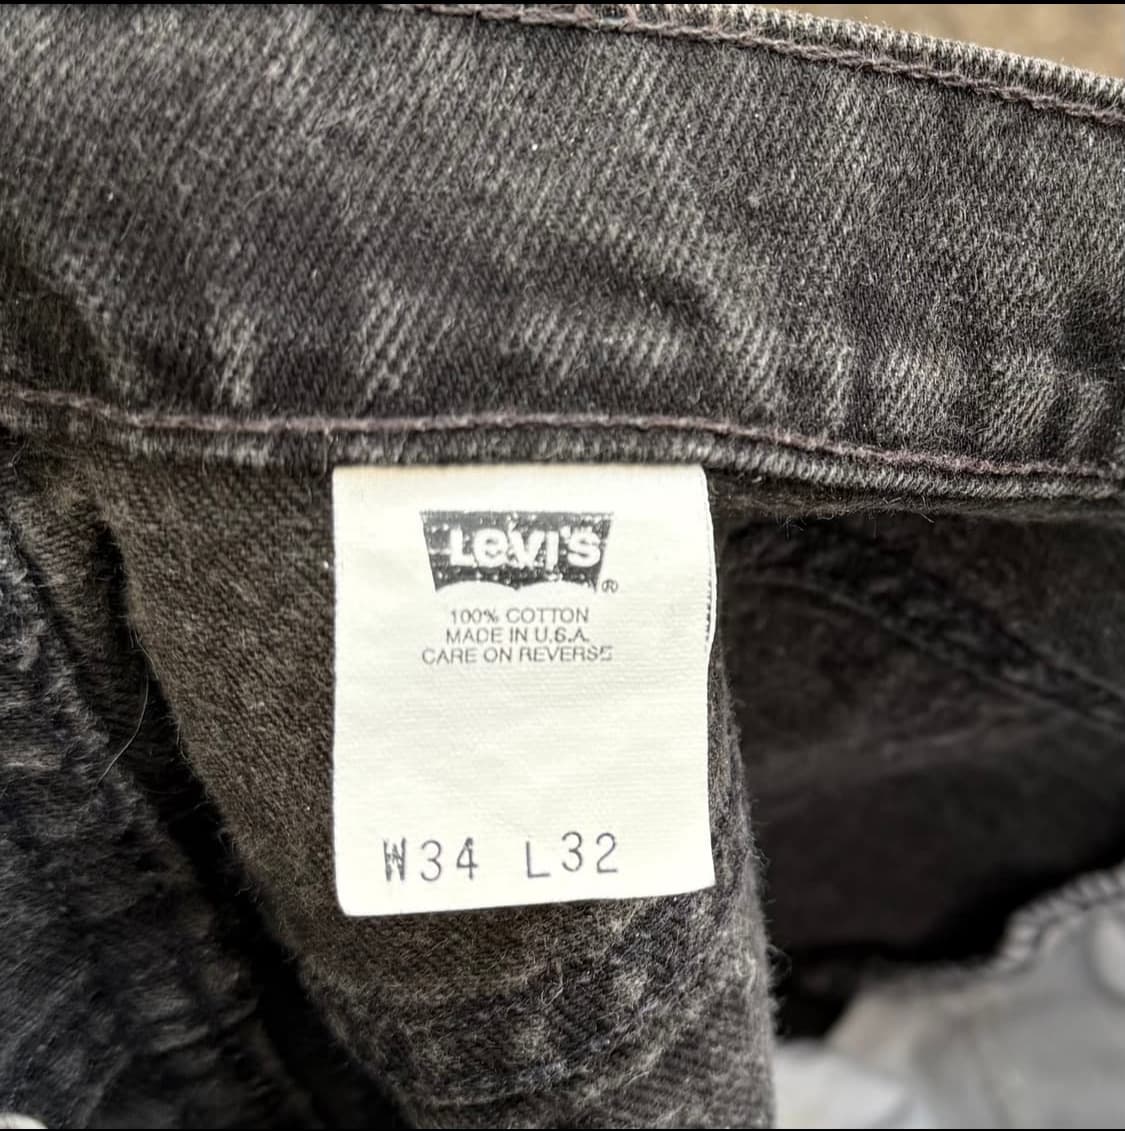 LEVI'S®
100% COTTON
MADE IN U.S.A.
CARE ON REVERSE
W34 L32